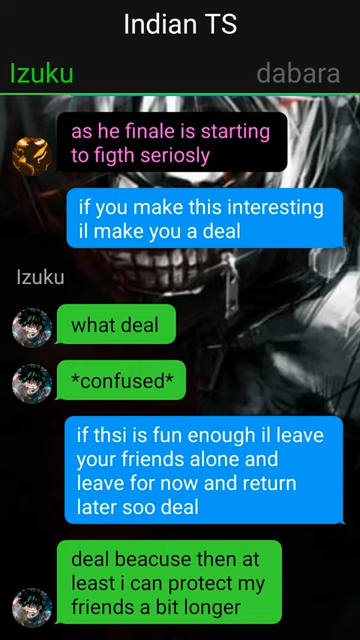 Indian TS
Izuku dabara
as he finale is starting
to figth seriosly
if you make this interesting
il make you a deal
Izuku
what deal
*confused*
if thsi is fun enough il leave
your friends alone and
leave for now and return
later soo deal
deal beacuse then at
least i can protect my
friends a bit longer